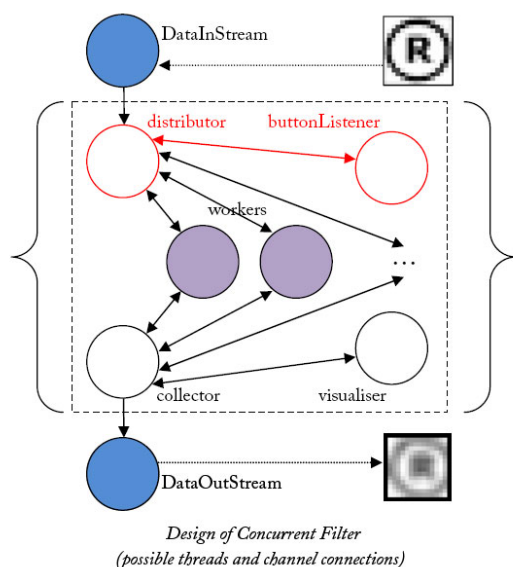 DataInStream
R
distributor
buttonListener
workers
...
collector
visualiser
DataOutStream
Design of Concurrent Filter
(possible threads and channel connections)